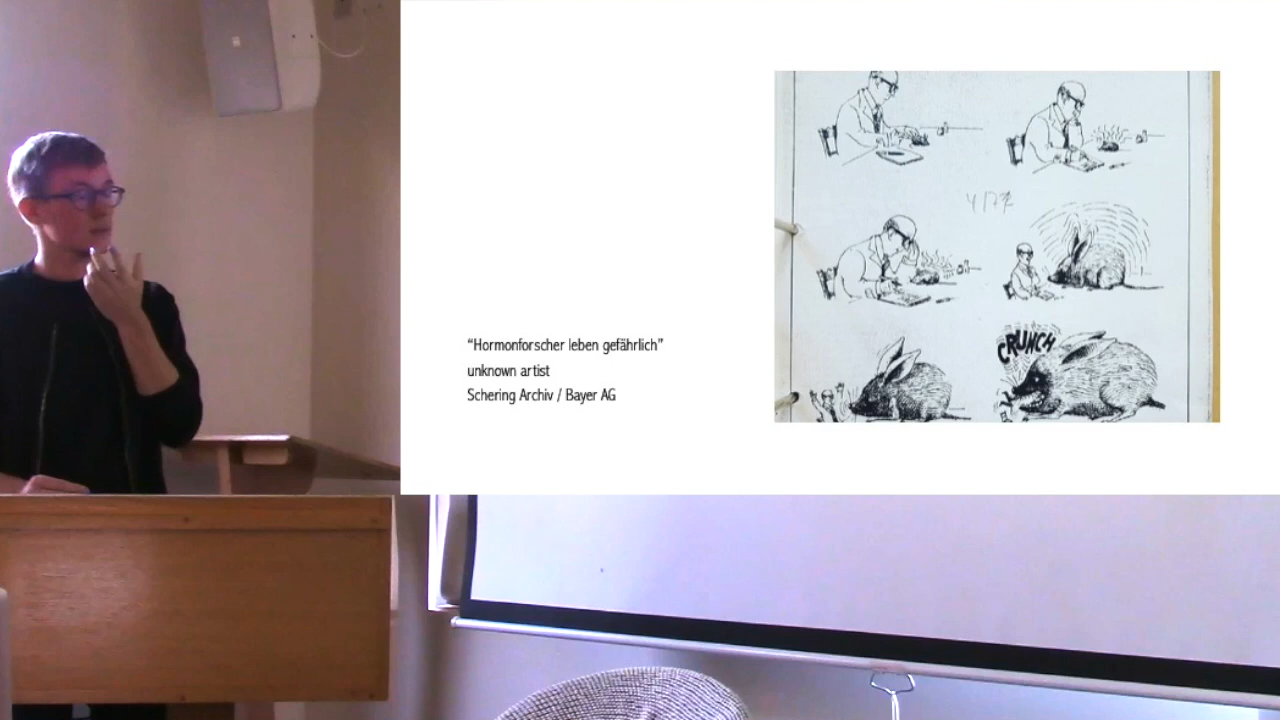 “Hormonforscher leben gefährlich”
unknown artist
Schering Archiv / Bayer AG
CRUNCH